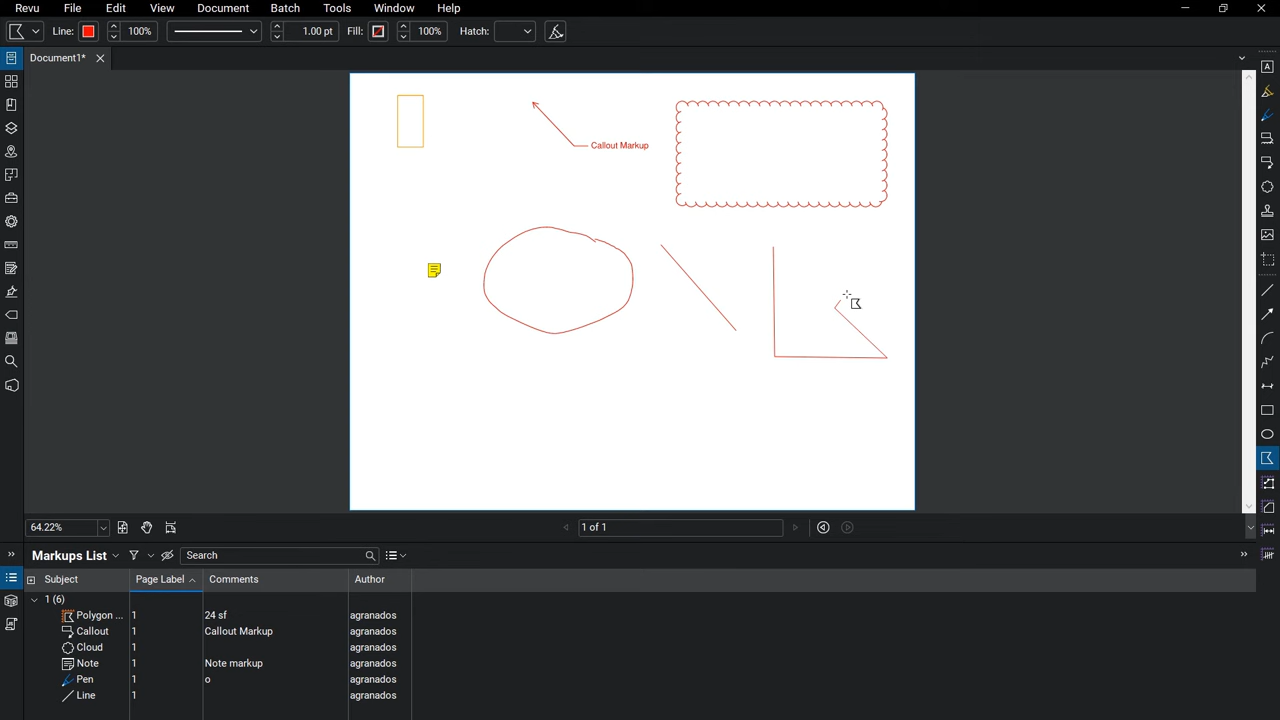 Revu File Edit View Document Batch Tools Window Help
Line: 100% 1.00 pt Fill: 100% Hatch:
Document1*
Callout Markup
64.22% 1 of 1
Markups List Search
Subject Page Label Comments Author
1 (6)
Polygon ... 1 24 sf agranados
Callout 1 Callout Markup agranados
Cloud 1 agranados
Note 1 Note markup agranados
Pen 1 o agranados
Line 1 agranados